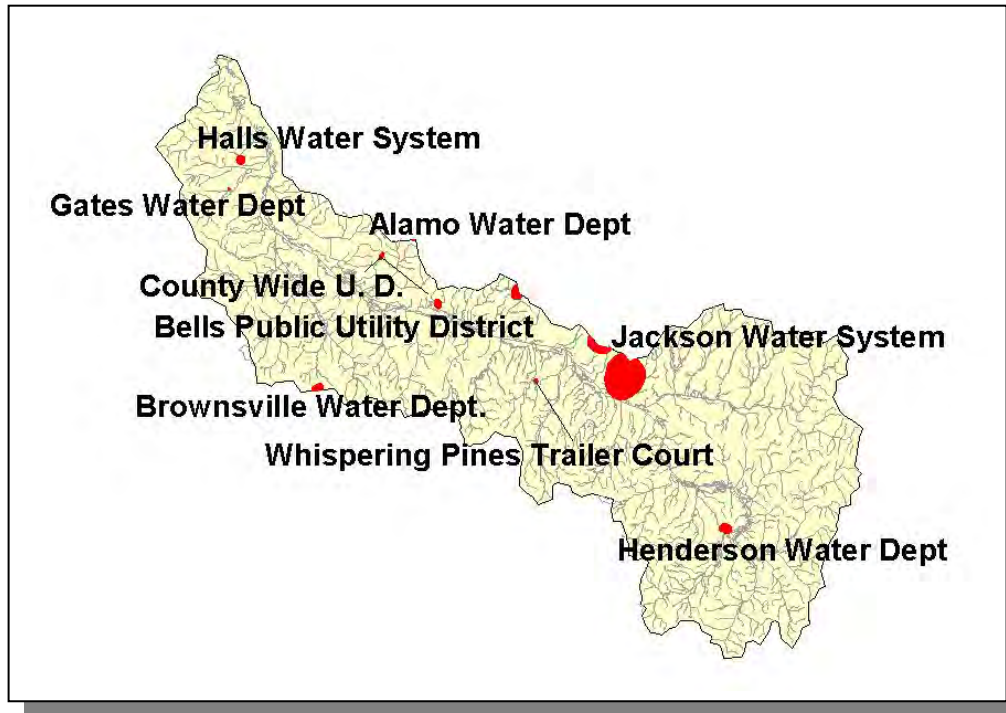 Halls Water System
Gates Water Dept
Alamo Water Dept
County Wide U. D.
Bells Public Utility District
Jackson Water System
Brownsville Water Dept.
Whispering Pines Trailer Court
Henderson Water Dept